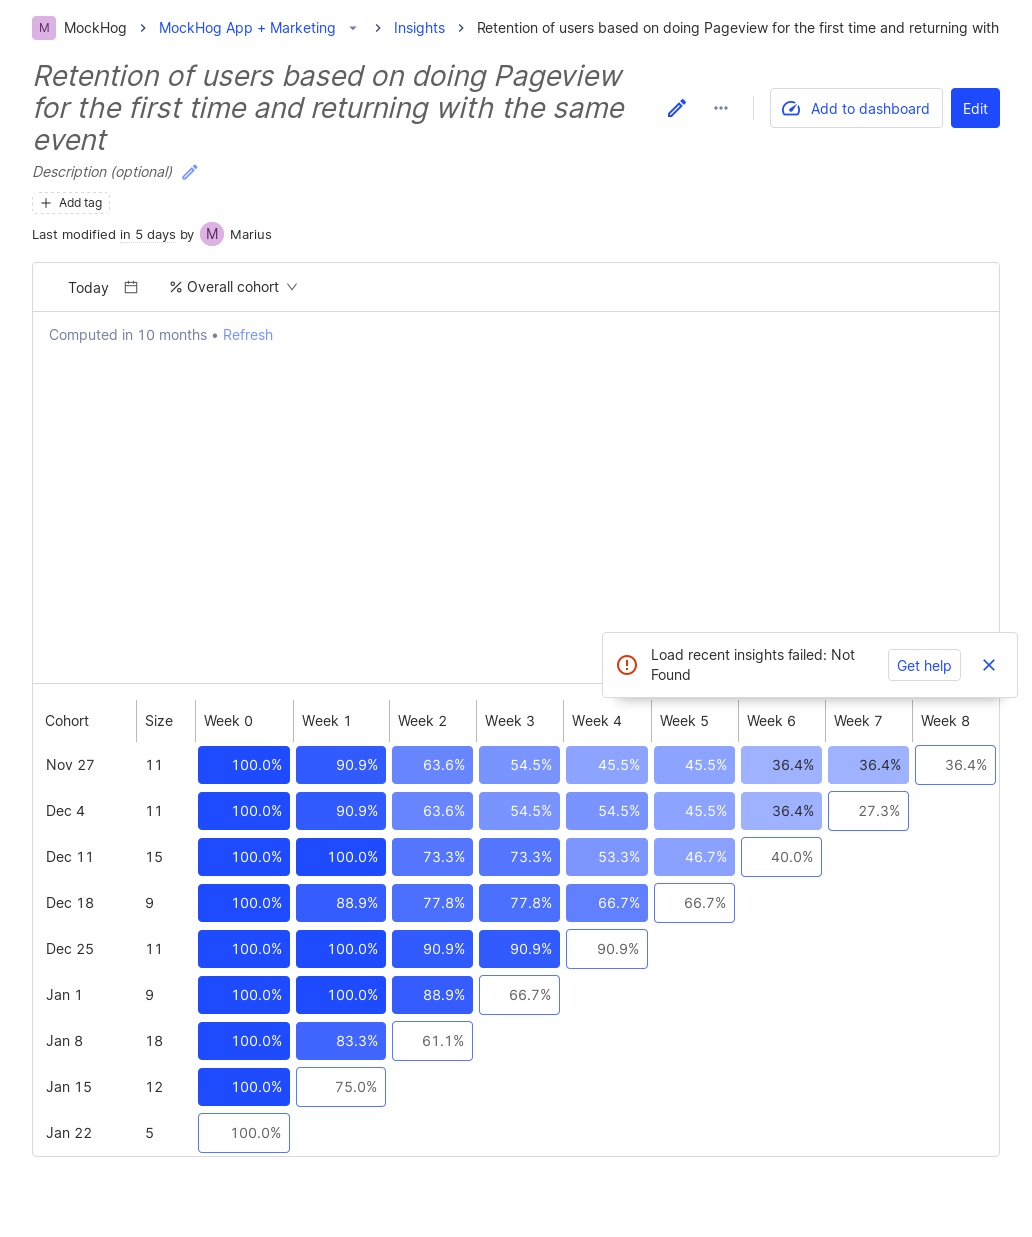 M MockHog MockHog App + Marketing Insights Retention of users based on doing Pageview for the first time and returning with
Retention of users based on doing Pageview
for the first time and returning with the same
event
Add to dashboard Edit
Description (optional)
Add tag
Last modified in 5 days by M Marius
Today % Overall cohort
Computed in 10 months • Refresh
Load recent insights failed: Not
Found
Get help
Cohort Size Week 0 Week 1 Week 2 Week 3 Week 4 Week 5 Week 6 Week 7 Week 8
Nov 27 11 100.0% 90.9% 63.6% 54.5% 45.5% 45.5% 36.4% 36.4% 36.4%
Dec 4 11 100.0% 90.9% 63.6% 54.5% 54.5% 45.5% 36.4% 27.3%
Dec 11 15 100.0% 100.0% 73.3% 73.3% 53.3% 46.7% 40.0%
Dec 18 9 100.0% 88.9% 77.8% 77.8% 66.7% 66.7%
Dec 25 11 100.0% 100.0% 90.9% 90.9% 90.9%
Jan 1 9 100.0% 100.0% 88.9% 66.7%
Jan 8 18 100.0% 83.3% 61.1%
Jan 15 12 100.0% 75.0%
Jan 22 5 100.0%